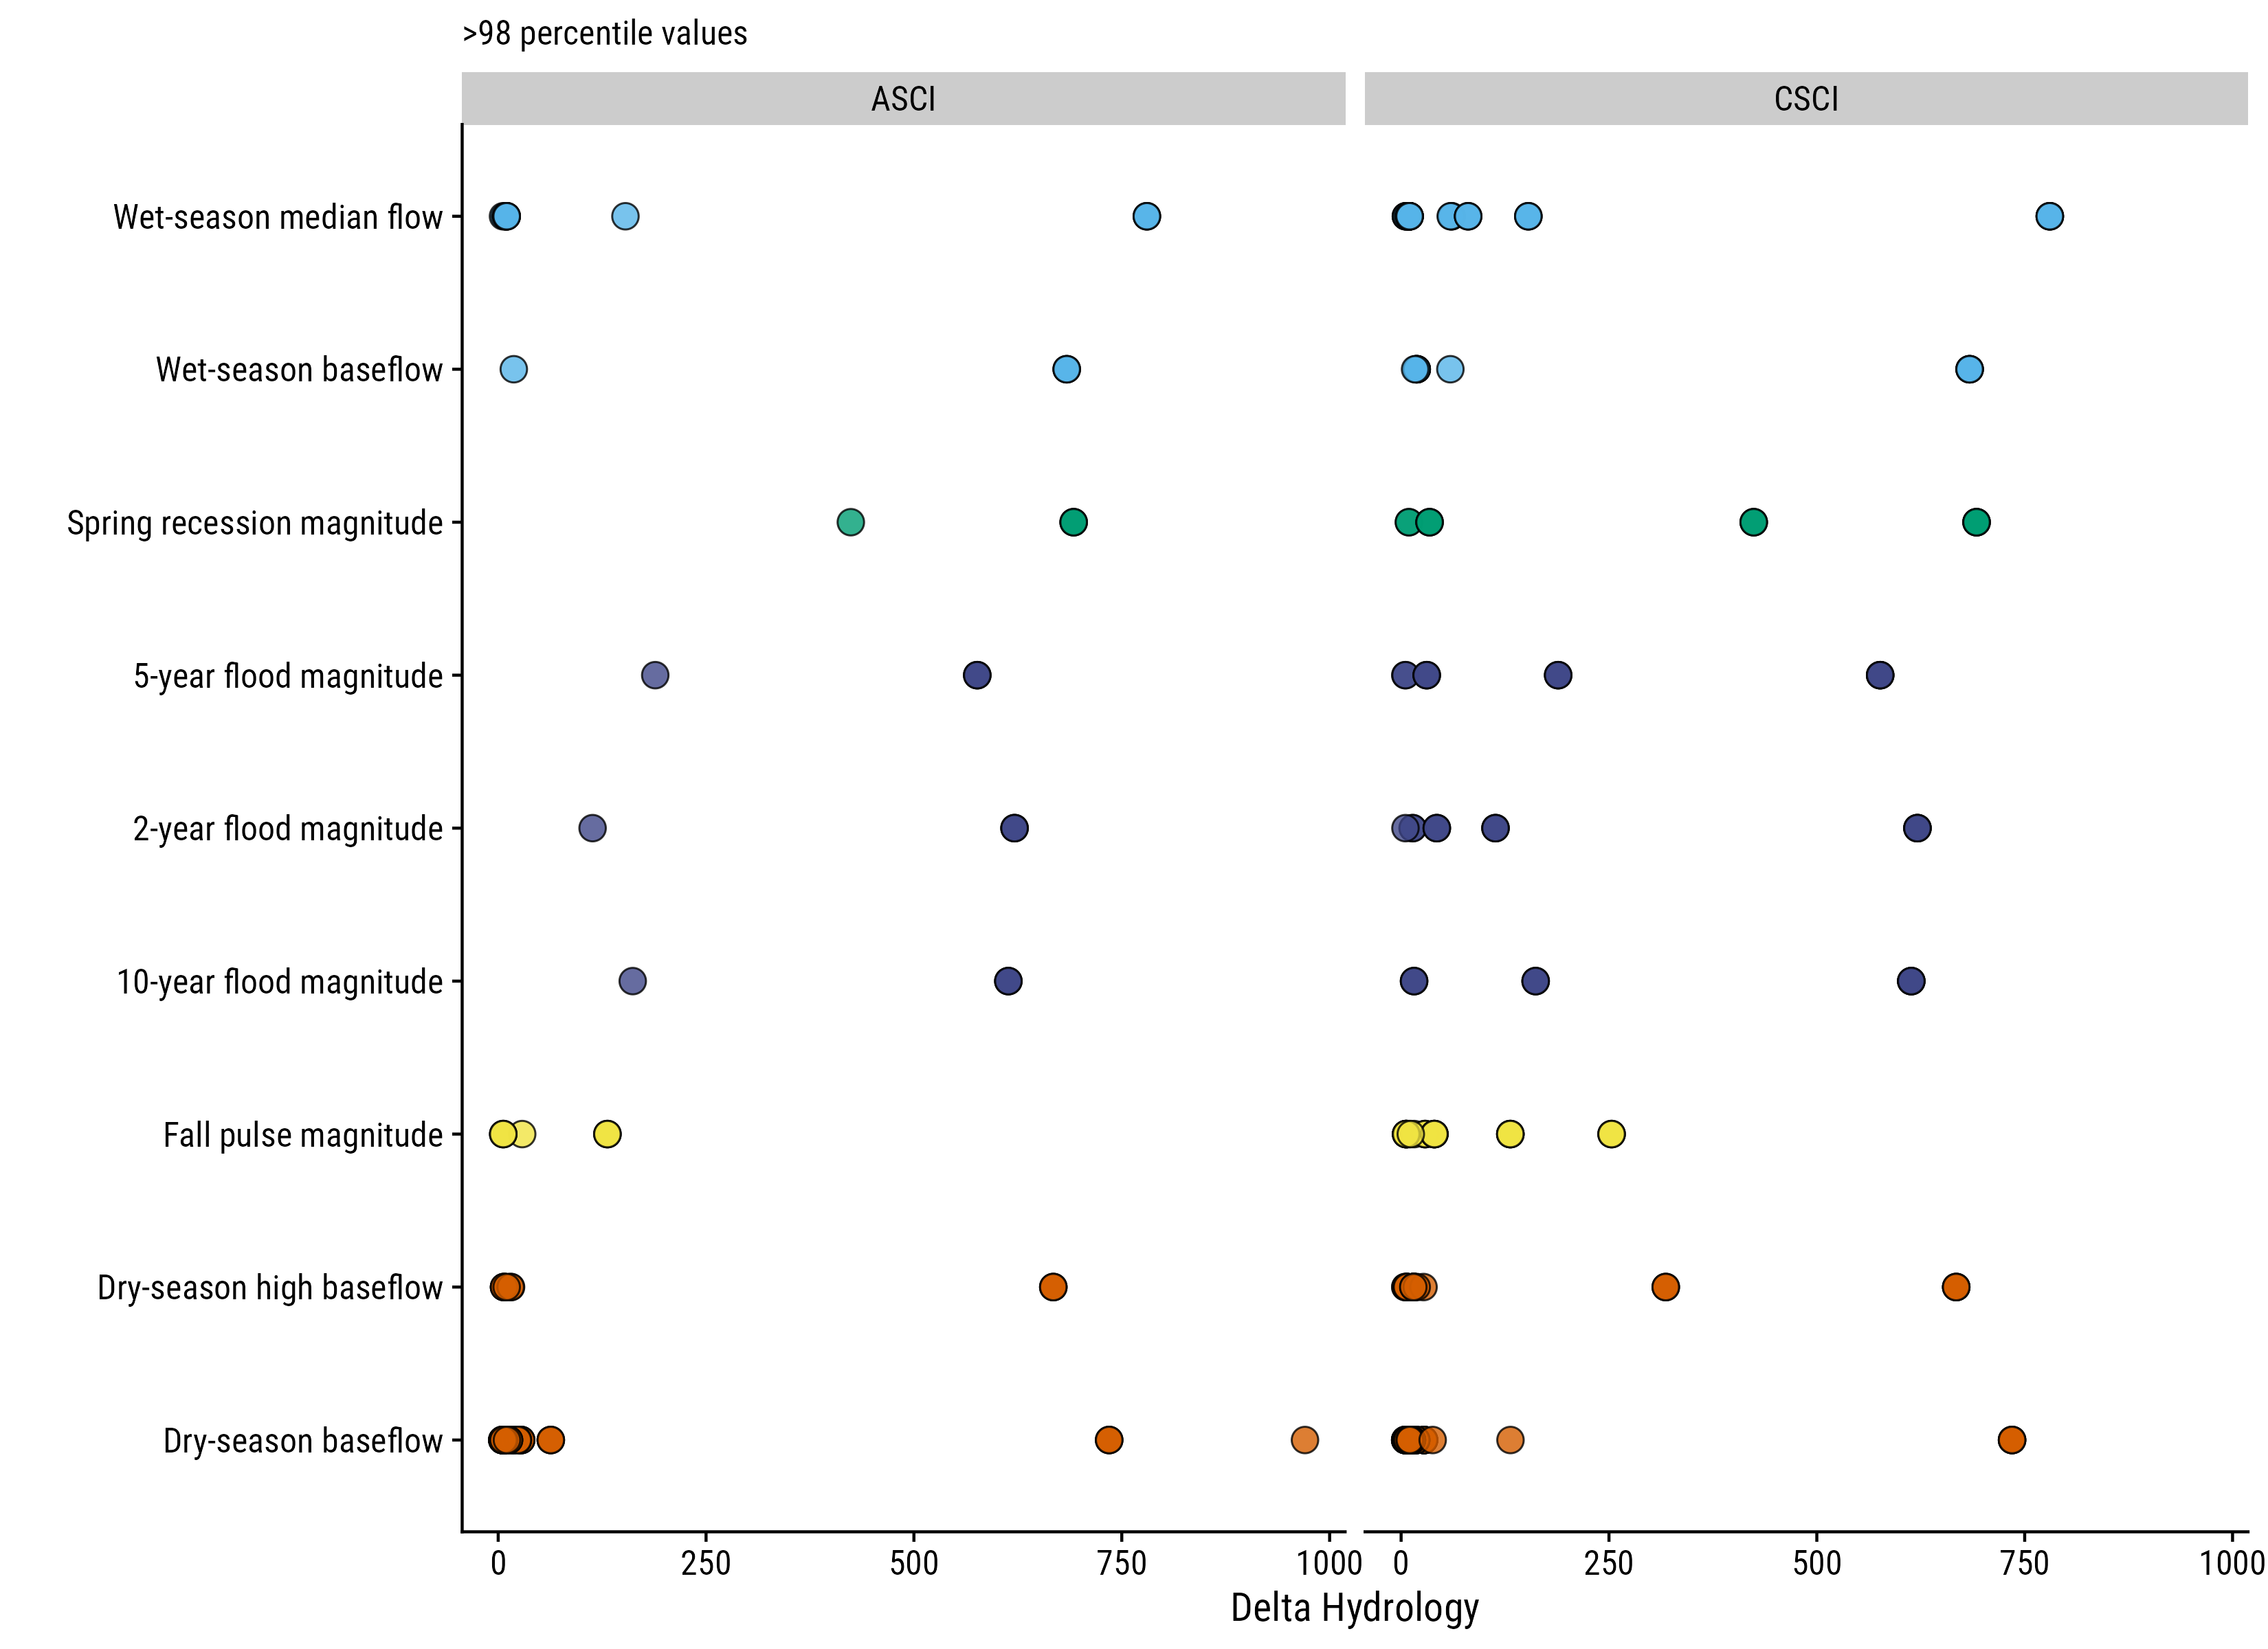 >98 percentile values
ASCI CSCI
Wet-season median flow
Wet-season baseflow
Spring recession magnitude
5-year flood magnitude
2-year flood magnitude
10-year flood magnitude
Fall pulse magnitude
Dry-season high baseflow
Dry-season baseflow
0 250 500 750 1000 0 250 500 750 1000
Delta Hydrology